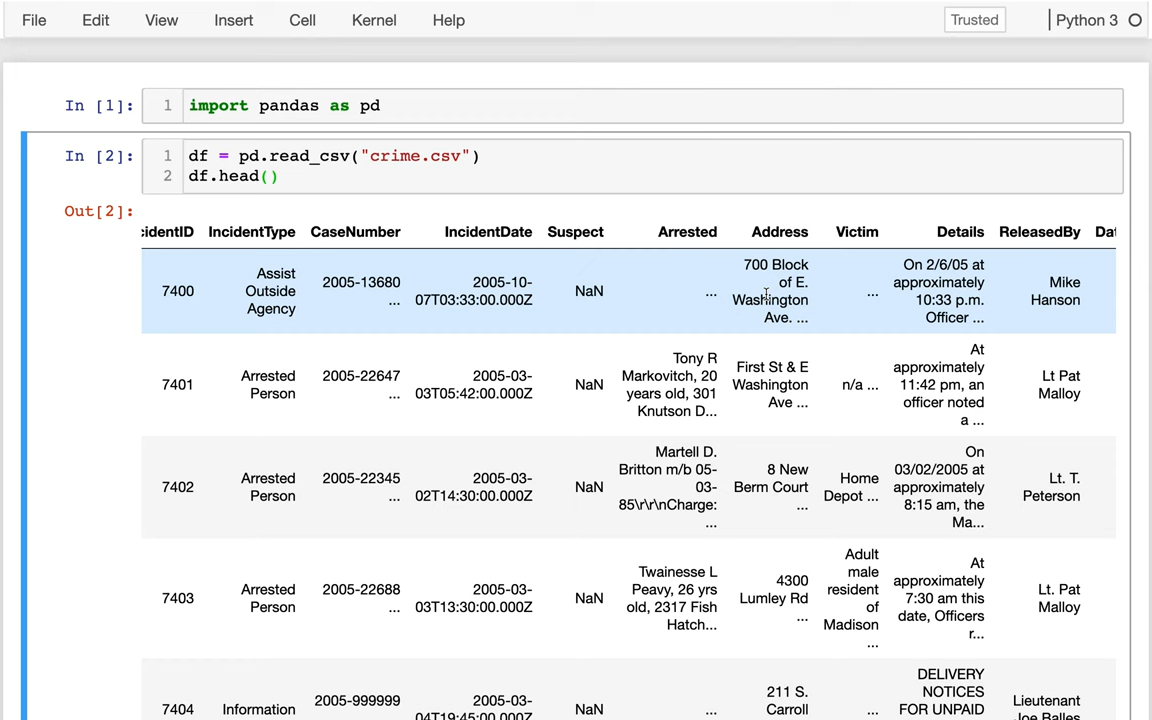 File Edit View Insert Cell Kernel Help Trusted Python 3
In [1]: 1 import pandas as pd
In [2]: 1 df = pd.read_csv("crime.csv")
2 df.head()
Out[2]:
cidentID IncidentType CaseNumber IncidentDate Suspect Arrested Address Victim Details ReleasedBy Dat
7400
Assist
Outside
Agency
2005-13680
...
2005-10-
07T03:33:00.000Z
NaN
...
700 Block
of E.
Washington
Ave. ...
...
On 2/6/05 at
approximately
10:33 p.m.
Officer ...
Mike
Hanson
7401
Arrested
Person
2005-22647
...
2005-03-
03T05:42:00.000Z
NaN
Tony R
Markovitch, 20
years old, 301
Knutson D...
First St & E
Washington
Ave ...
n/a ...
At
approximately
11:42 pm, an
officer noted
a ...
Lt Pat
Malloy
7402
Arrested
Person
2005-22345
...
2005-03-
02T14:30:00.000Z
NaN
Martell D.
Britton m/b 05-
03-
85\r\r\nCharge:
...
8 New
Berm Court
...
Home
Depot ...
On
03/02/2005 at
approximately
8:15 am, the
Ma...
Lt. T.
Peterson
7403
Arrested
Person
2005-22688
...
2005-03-
03T13:30:00.000Z
NaN
Twainesse L
Peavy, 26 yrs
old, 2317 Fish
Hatch...
4300
Lumley Rd
...
Adult
male
resident
of
Madison
...
At
approximately
7:30 am this
date, Officers
r...
Lt. Pat
Malloy
7404
Information
2005-999999
...
2005-03-
04T19:45:00.000Z
NaN
...
211 S.
Carroll
...
DELIVERY
NOTICES
FOR UNPAID
Lieutenant
Joe Balles